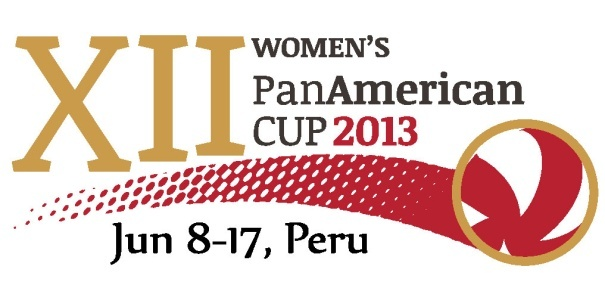 XII WOMEN'S
PanAmerican
CUP 2013
Jun 8-17, Peru